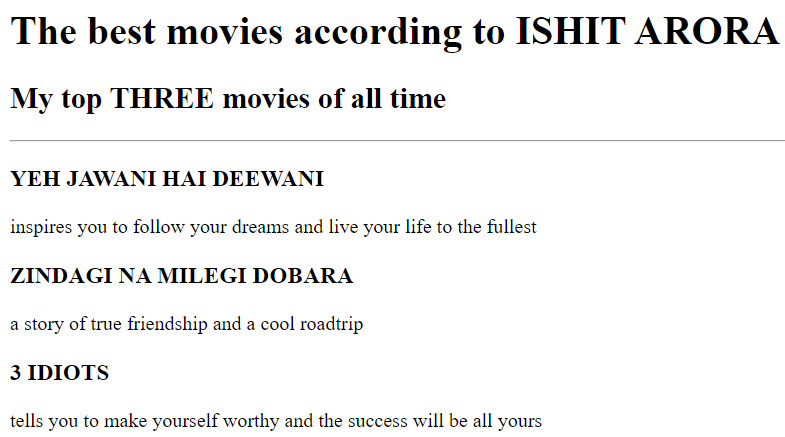 The best movies according to ISHIT ARORA
My top THREE movies of all time
YEH JAWANI HAI DEEWANI
inspires you to follow your dreams and live your life to the fullest
ZINDAGI NA MILEGI DOBARA
a story of true friendship and a cool roadtrip
3 IDIOTS
tells you to make yourself worthy and the success will be all yours